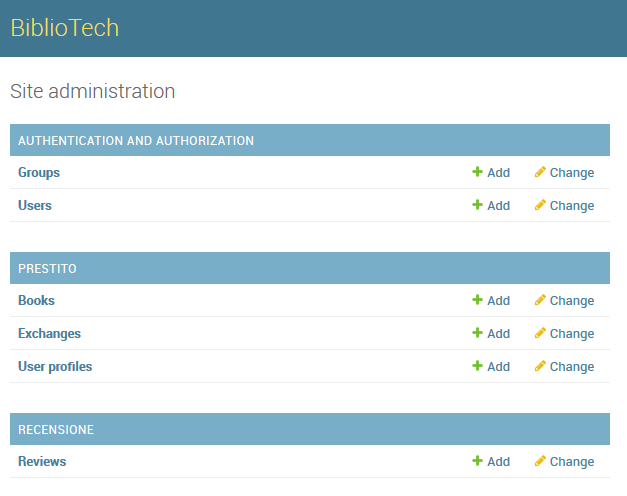 BiblioTech
Site administration
AUTHENTICATION AND AUTHORIZATION
Groups Add Change
Users Add Change
PRESTITO
Books Add Change
Exchanges Add Change
User profiles Add Change
RECENSIONE
Reviews Add Change